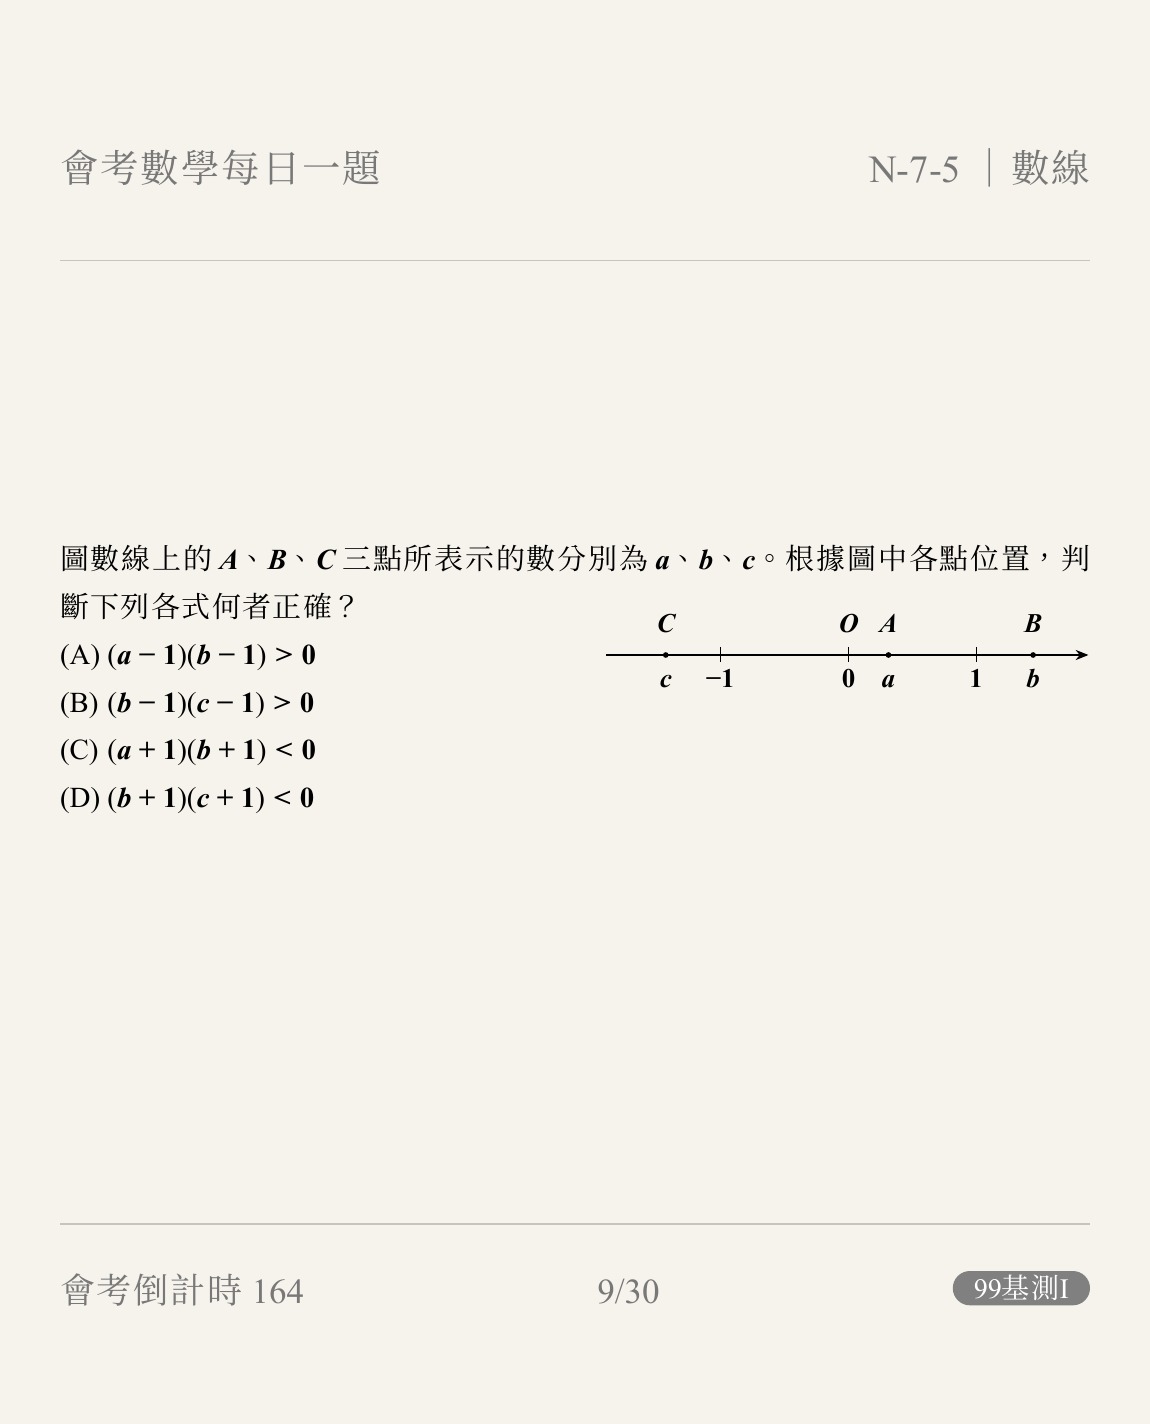 會考數學每日一題
N-7-5 | 數線
圖數線上的 A、B、C 三點所表示的數分別為 a、b、c。根據圖中各點位置，判
斷下列各式何者正確？
(A) (a − 1)(b − 1) > 0
(B) (b − 1)(c − 1) > 0
(C) (a + 1)(b + 1) < 0
(D) (b + 1)(c + 1) < 0
C O A B
c −1 0 a 1 b
會考倒計時 164
9/30
99基測I